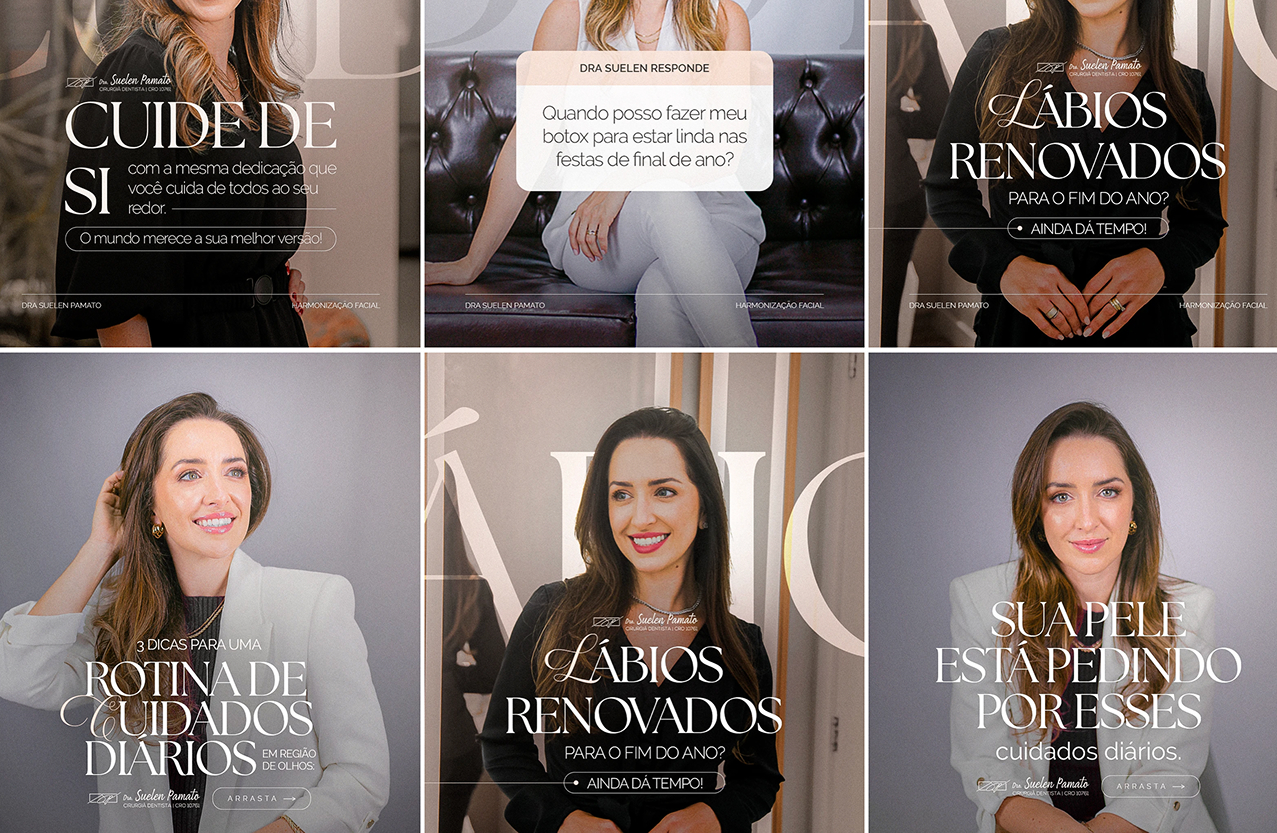 Dra. Suelen Pamato
CIRURGIÃ DENTISTA | CRO 10761
CUIDE DE
SI
com a mesma dedicação que
você cuida de todos ao seu
redor.
O mundo merece a sua melhor versão!
DRA SUELEN PAMATO
HARMONIZAÇÃO FACIAL
DRA SUELEN RESPONDE
Quando posso fazer meu
botox para estar linda nas
festas de final de ano?
DRA SUELEN PAMATO
HARMONIZAÇÃO FACIAL
Dra. Suelen Pamato
CIRURGIÃ DENTISTA | CRO 10761
LÁBIOS
RENOVADOS
PARA O FIM DO ANO?
AINDA DÁ TEMPO!
DRA SUELEN PAMATO
HARMONIZAÇÃO FACIAL
3 DICAS PARA UMA
ROTINA DE
CUIDADOS
DIÁRIOS
EM REGIÃO
DE OLHOS:
Dra. Suelen Pamato
CIRURGIÃ DENTISTA | CRO 10761
ARRASTA
Dra. Suelen Pamato
CIRURGIÃ DENTISTA | CRO 10761
LÁBIOS
RENOVADOS
PARA O FIM DO ANO?
AINDA DÁ TEMPO!
SUA PELE
ESTÁ PEDINDO
POR ESSES
cuidados diários.
Dra. Suelen Pamato
CIRURGIÃ DENTISTA | CRO 10761
ARRASTA